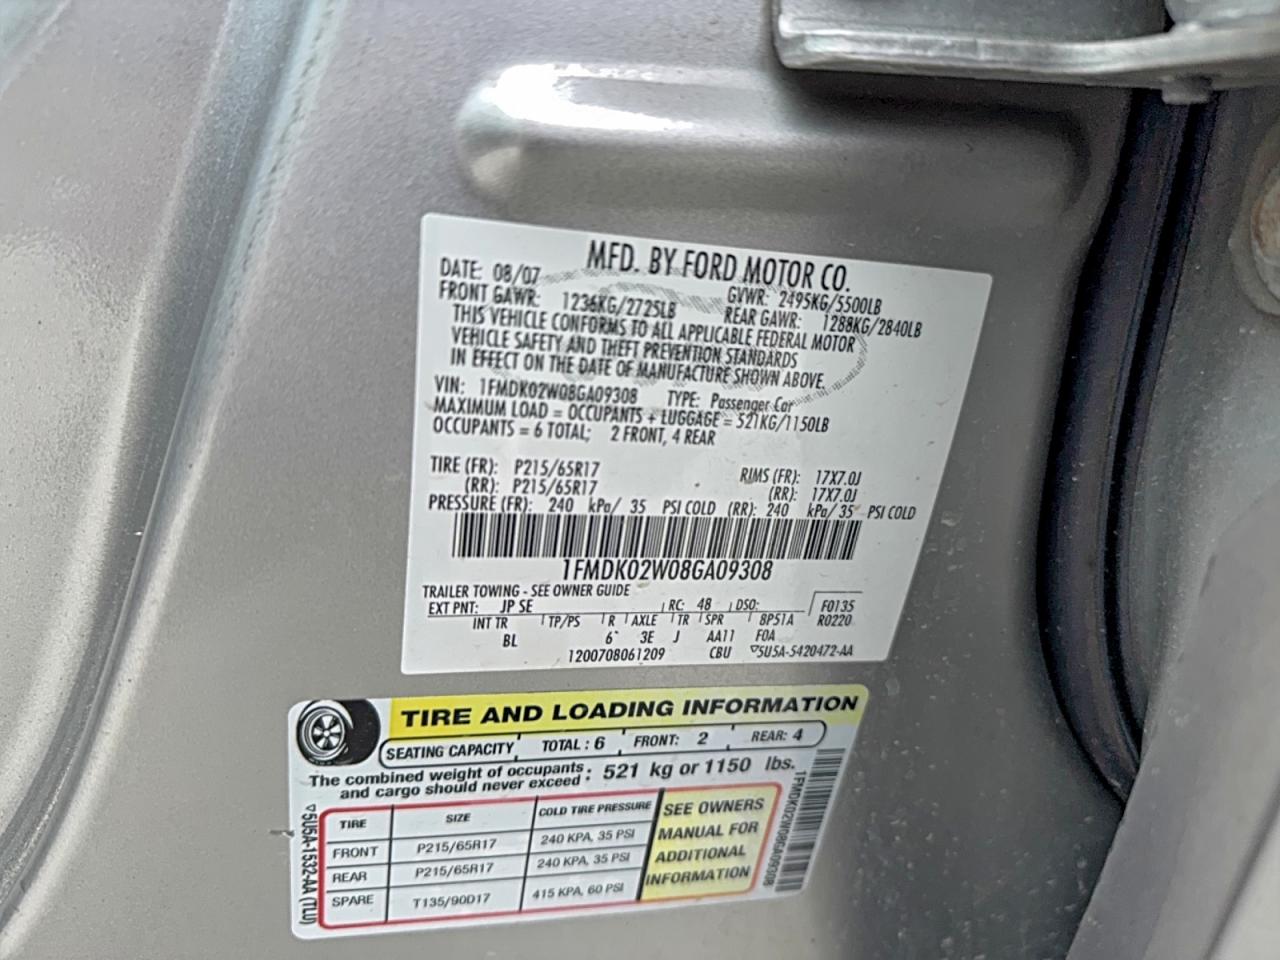 MFD. BY FORD MOTOR CO.
DATE: 08/07 GVWR: 2495KG/5500LB
FRONT GAWR: 1236KG/2725LB REAR GAWR: 1288KG/2840LB
THIS VEHICLE CONFORMS TO ALL APPLICABLE FEDERAL MOTOR
VEHICLE SAFETY AND THEFT PREVENTION STANDARDS
IN EFFECT ON THE DATE OF MANUFACTURE SHOWN ABOVE.
VIN: 1FMDK02W08GA09308 TYPE: Passenger Car
MAXIMUM LOAD = OCCUPANTS + LUGGAGE = 521KG/1150LB
OCCUPANTS = 6 TOTAL; 2 FRONT, 4 REAR
TIRE (FR): P215/65R17 RIMS (FR): 17X7.0J
(RR): P215/65R17 (RR): 17X7.0J
PRESSURE (FR): 240 kPa/ 35 PSI COLD (RR): 240 kPa/ 35 PSI COLD
1FMDK02W08GA09308
TRAILER TOWING - SEE OWNER GUIDE
EXT PNT: JP SE RC: 48 DSO: F0135
INT TR TP/PS R AXLE TR SPR 8P51A R0220
BL 6 3E J AA11 FOA
1200708061209 CBU ▽5U5A-5420472-AA
TIRE AND LOADING INFORMATION
SEATING CAPACITY TOTAL : 6 FRONT: 2 REAR: 4
The combined weight of occupants : 521 kg or 1150 lbs.
and cargo should never exceed :
TIRE SIZE COLD TIRE PRESSURE
FRONT P215/65R17 240 KPA, 35 PSI
REAR P215/65R17 240 KPA, 35 PSI
SPARE T135/90D17 415 KPA, 60 PSI
SEE OWNERS
MANUAL FOR
ADDITIONAL
INFORMATION
▽5U5A-1532-AA (TLU)
1FMDK02W08GA09308